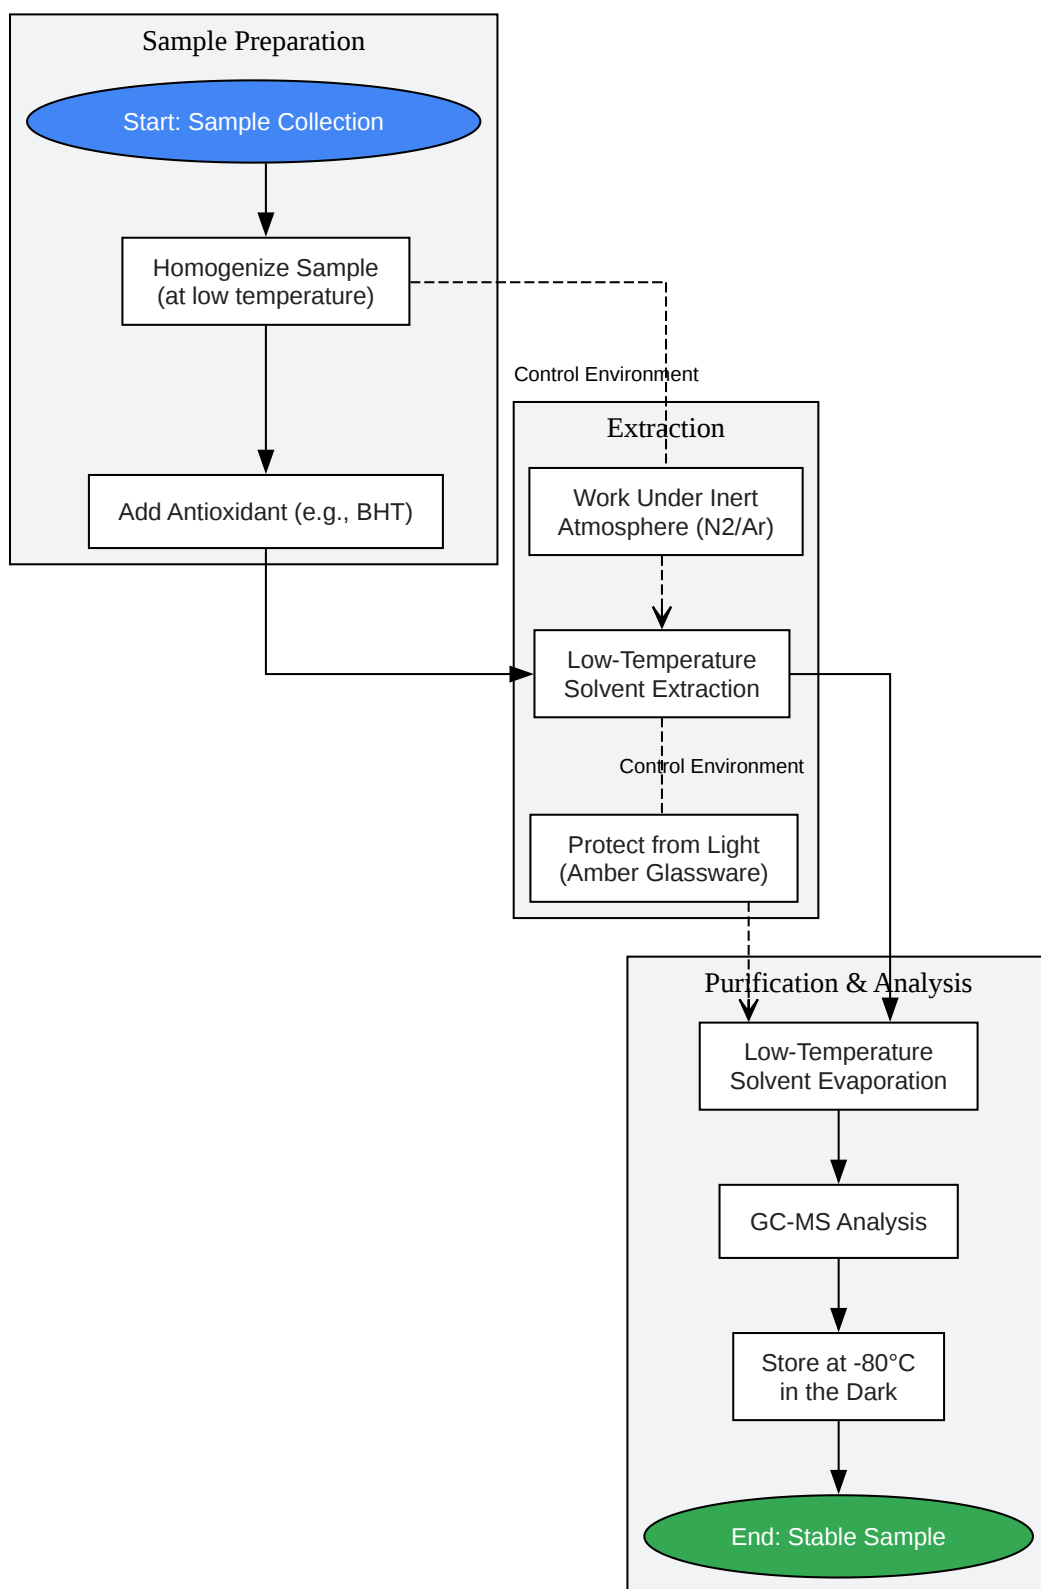 Sample Preparation
Start: Sample Collection
Homogenize Sample
(at low temperature)
Control Environment
Extraction
Work Under Inert
Atmosphere (N2/Ar)
Add Antioxidant (e.g., BHT)
Low-Temperature
Solvent Extraction
Control Environment
Protect from Light
(Amber Glassware)
Purification & Analysis
Low-Temperature
Solvent Evaporation
GC-MS Analysis
Store at -80°C
in the Dark
End: Stable Sample